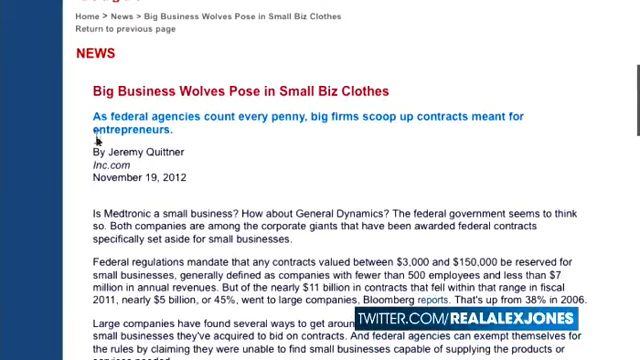 Home > News > Big Business Wolves Pose in Small Biz Clothes
Return to previous page
NEWS
Big Business Wolves Pose in Small Biz Clothes
As federal agencies count every penny, big firms scoop up contracts meant for
entrepreneurs.
By Jeremy Quittner
Inc.com
November 19, 2012
Is Medtronic a small business? How about General Dynamics? The federal government seems to think
so. Both companies are among the corporate giants that have been awarded federal contracts
specifically set aside for small businesses.
Federal regulations mandate that any contracts valued between $3,000 and $150,000 be reserved for
small businesses, generally defined as companies with fewer than 500 employees and less than $7
million in annual revenues. But of the nearly $11 billion in contracts that fell within that range in fiscal
2011, nearly $5 billion, or 45%, went to large companies, Bloomberg reports. That's up from 38% in 2006.
Large companies have found several ways to get
TWITTER.COM/REALALEXJONES
small businesses they've acquired to bid on contracts. And federal agencies can exempt themselves for
the rules by claiming they were unable to find small businesses capable of supplying the products or